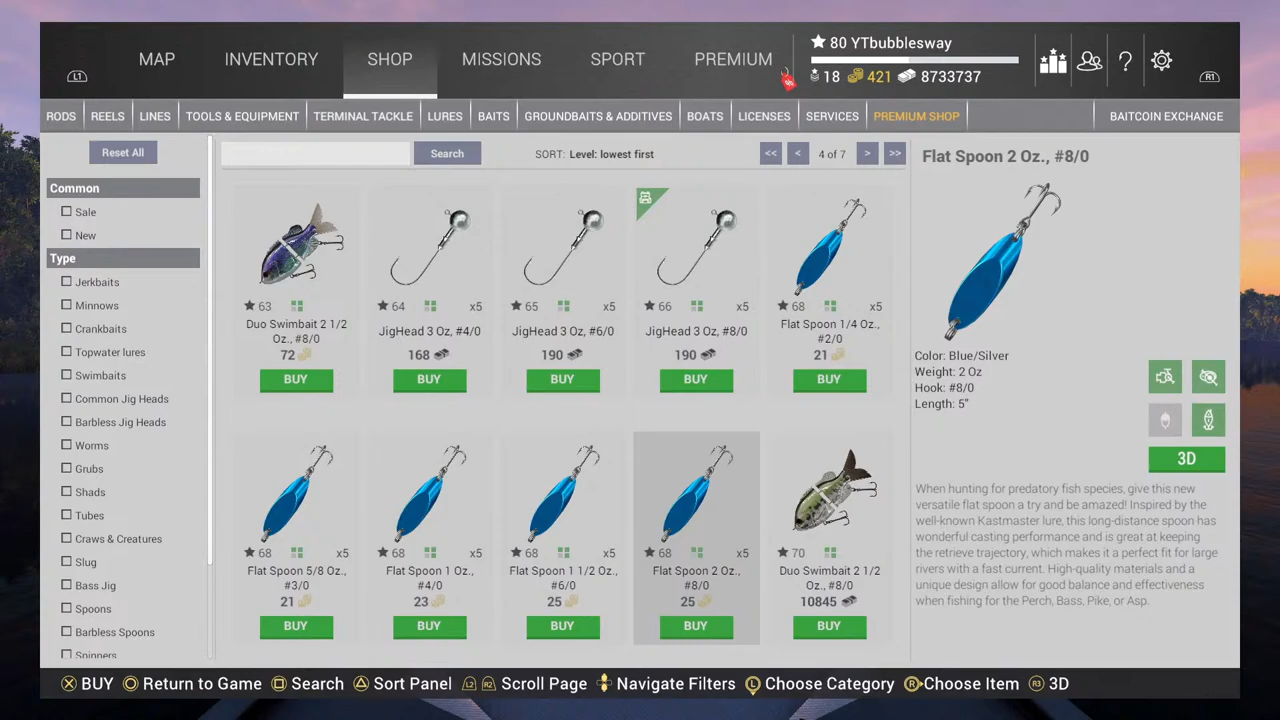 MAP INVENTORY SHOP MISSIONS SPORT PREMIUM
80 YTbubblesway
18 421 8733737
L1
R1
RODS REELS LINES TOOLS & EQUIPMENT TERMINAL TACKLE LURES BAITS GROUNDBAITS & ADDITIVES BOATS LICENSES SERVICES PREMIUM SHOP BAITCOIN EXCHANGE
Reset All
Search SORT: Level: lowest first << < 4 of 7 > >>
Common
Sale
New
Type
Jerkbaits
Minnows
Crankbaits
Topwater lures
Swimbaits
Common Jig Heads
Barbless Jig Heads
Worms
Grubs
Shads
Tubes
Craws & Creatures
Slug
Bass Jig
Spoons
Barbless Spoons
Spinners
63
Duo Swimbait 2 1/2
Oz., #8/0
72
BUY
64 x5
JigHead 3 Oz, #4/0
168
BUY
65 x5
JigHead 3 Oz, #6/0
190
BUY
66 x5
JigHead 3 Oz, #8/0
190
BUY
68 x5
Flat Spoon 1/4 Oz.,
#2/0
21
BUY
68 x5
Flat Spoon 5/8 Oz.,
#3/0
21
BUY
68 x5
Flat Spoon 1 Oz.,
#4/0
23
BUY
68 x5
Flat Spoon 1 1/2 Oz.,
#6/0
25
BUY
68 x5
Flat Spoon 2 Oz.,
#8/0
25
BUY
70
Duo Swimbait 2 1/2
Oz., #8/0
10845
BUY
Flat Spoon 2 Oz., #8/0
Color: Blue/Silver
Weight: 2 Oz
Hook: #8/0
Length: 5"
3D
When hunting for predatory fish species, give this new
versatile flat spoon a try and be amazed! Inspired by the
well-known Kastmaster lure, this long-distance spoon has
wonderful casting performance and is great at keeping
the retrieve trajectory, which makes it a perfect fit for large
rivers with a fast current. High-quality materials and a
unique design allow for good balance and effectiveness
when fishing for the Perch, Bass, Pike, or Asp.
BUY Return to Game Search Sort Panel L2 R2 Scroll Page Navigate Filters L Choose Category R Choose Item R3 3D